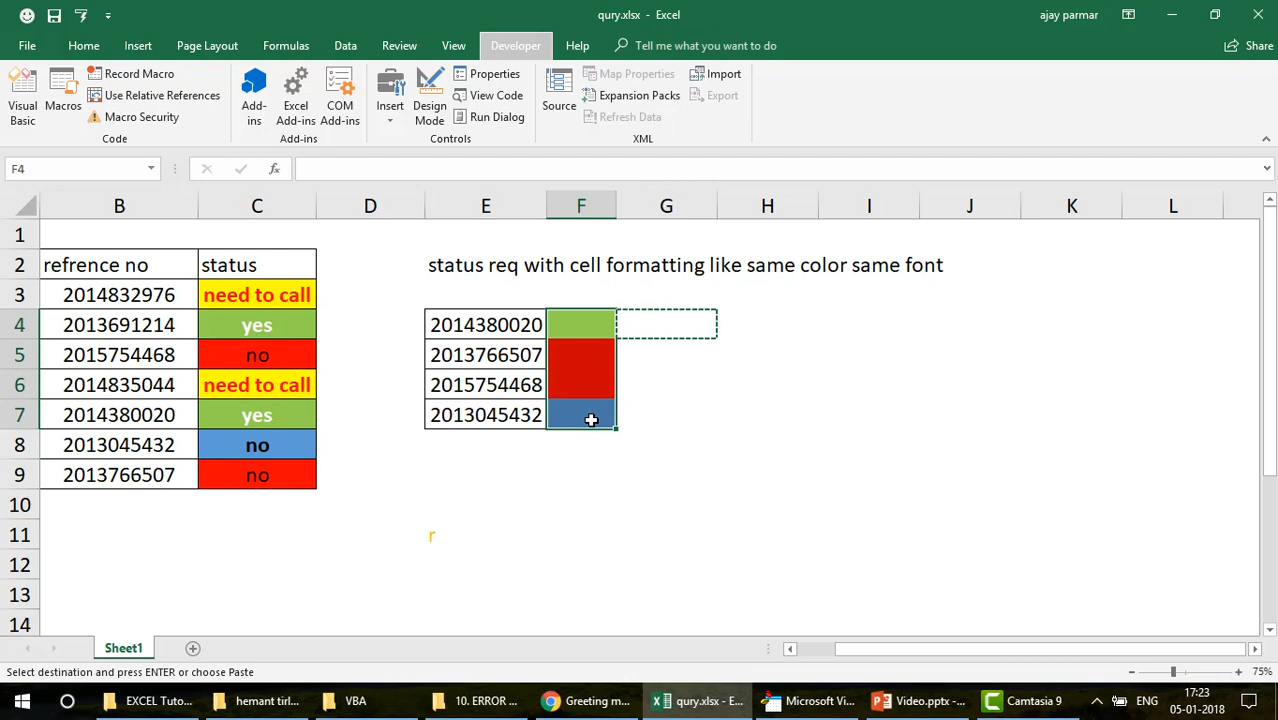 qury.xlsx - Excel
ajay parmar
File Home Insert Page Layout Formulas Data Review View Developer Help Tell me what you want to do Share
Visual Basic
Macros
Record Macro
Use Relative References
Macro Security
Code
Add-ins
Excel Add-ins
COM Add-ins
Add-ins
Insert
Design Mode
Properties
View Code
Run Dialog
Controls
Source
Map Properties
Expansion Packs
Refresh Data
Import
Export
XML
F4
fx
B C D E F G H I J K L
1
2 refrence no status status req with cell formatting like same color same font
3 2014832976 need to call
4 2013691214 yes 2014380020
5 2015754468 no 2013766507
6 2014835044 need to call 2015754468
7 2014380020 yes 2013045432
8 2013045432 no
9 2013766507 no
10
11 r
12
13
14
Sheet1
Select destination and press ENTER or choose Paste
75%
EXCEL Tuto...
hemant tirl...
VBA
10. ERROR ...
Greeting m...
qury.xlsx - E...
Microsoft Vi...
Video.pptx -...
Camtasia 9
ENG
17:23
05-01-2018